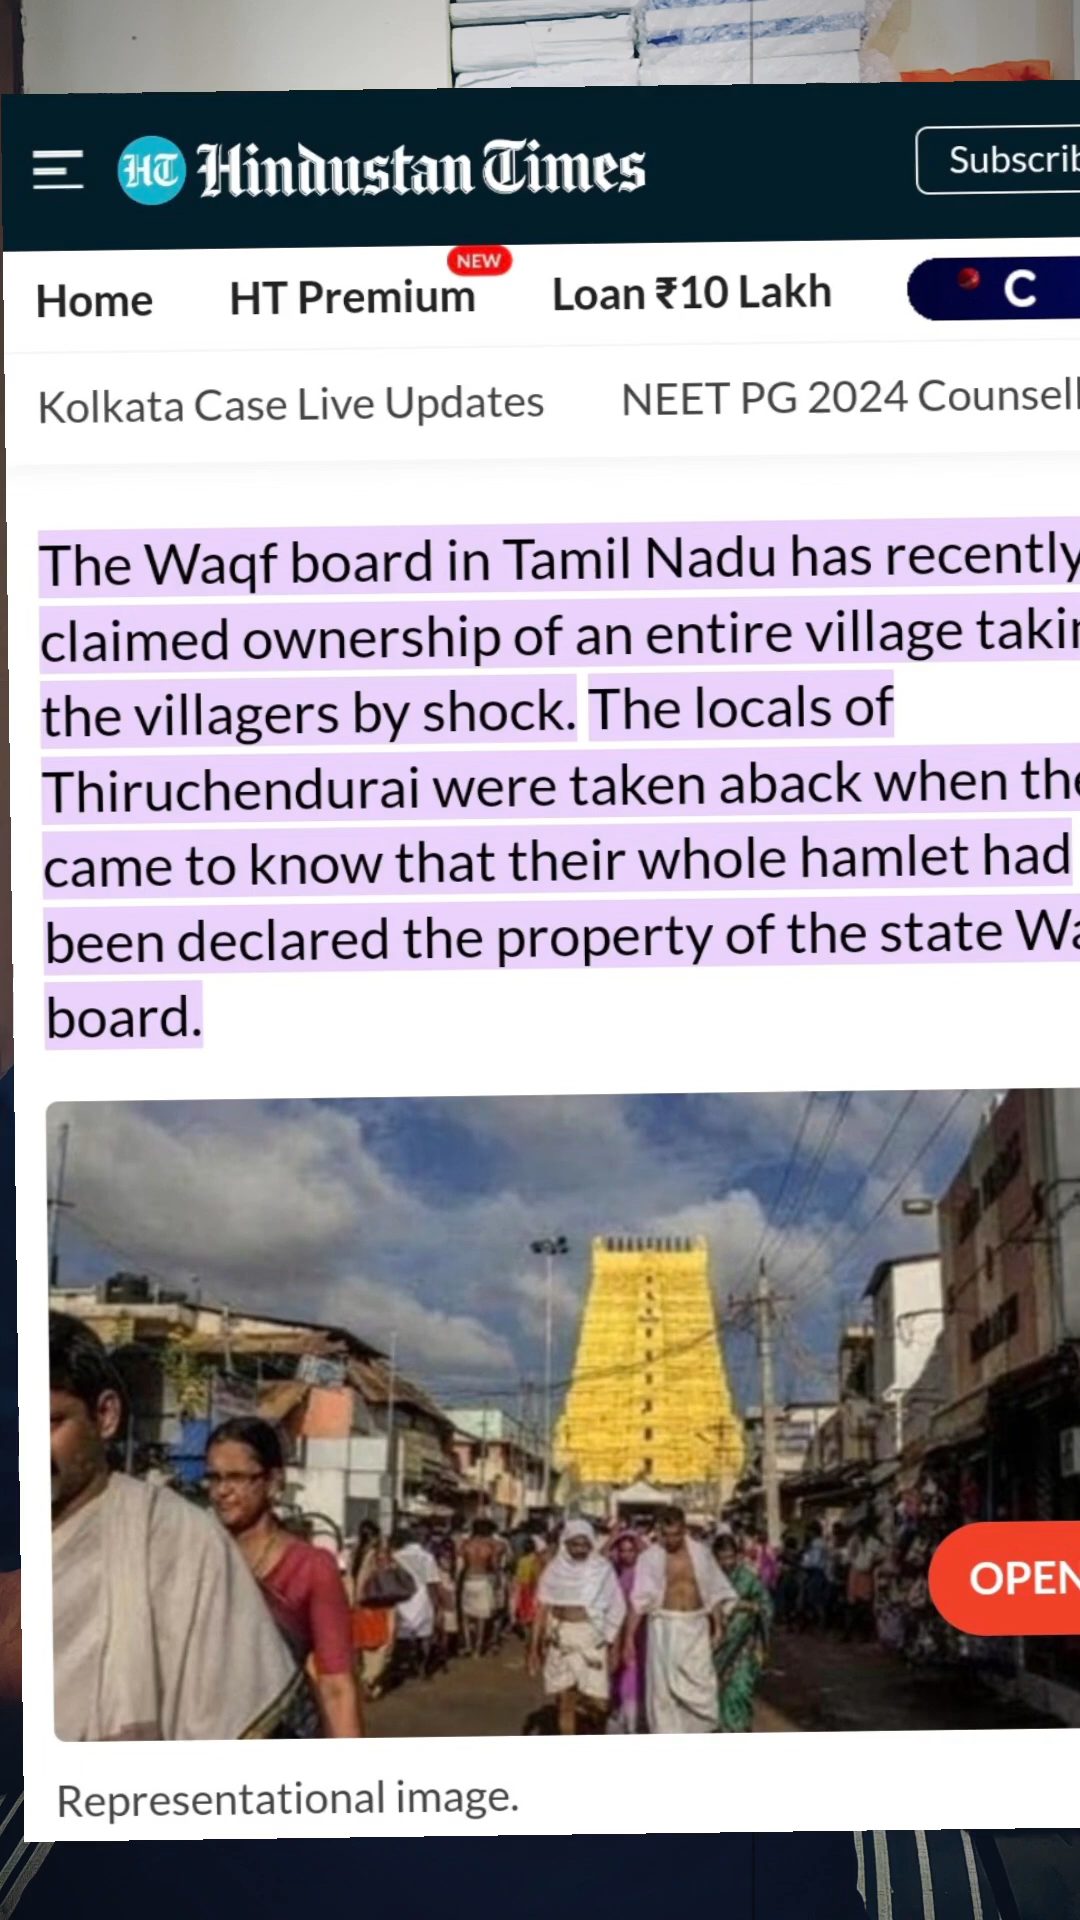 HT Hindustan Times
Subscrib
NEW
Home HT Premium Loan ₹10 Lakh C
Kolkata Case Live Updates NEET PG 2024 Counsell
The Waqf board in Tamil Nadu has recently
claimed ownership of an entire village takin
the villagers by shock. The locals of
Thiruchendurai were taken aback when the
came to know that their whole hamlet had
been declared the property of the state Wa
board.
OPEN
Representational image.